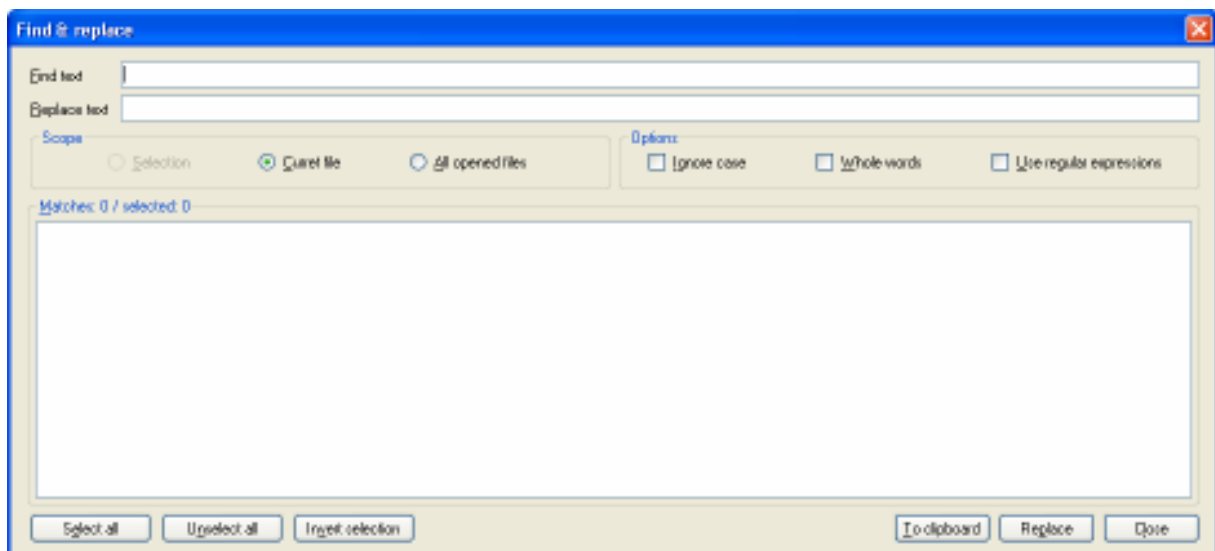 Find & replace
Find text
Replace text
Scope
Selection
Curret file
All opened files
Options
Ignore case
Whole words
Use regular expressions
Matches: 0 / selected: 0
Select all
Unselect all
Invert selection
To clipboard
Replace
Close